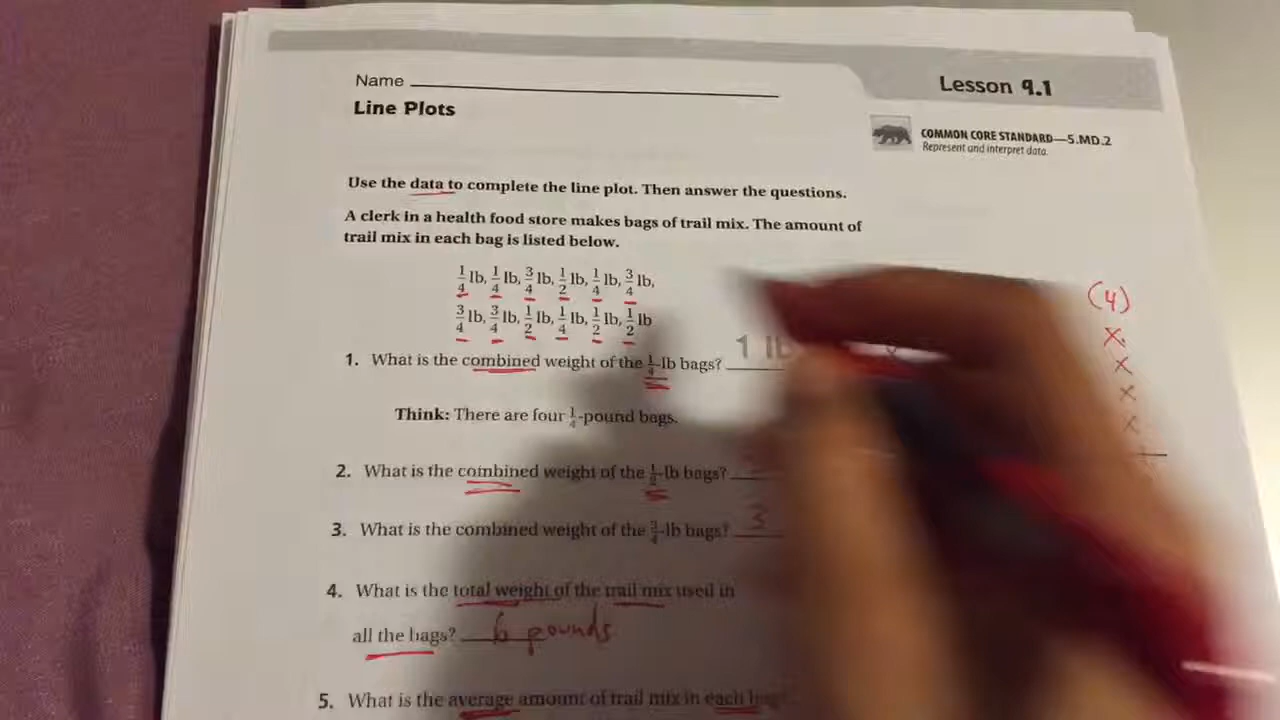 Name
Lesson 9.1
Line Plots
COMMON CORE STANDARD—5.MD.2
Represent and interpret data.
Use the data to complete the line plot. Then answer the questions.
A clerk in a health food store makes bags of trail mix. The amount of
trail mix in each bag is listed below.
1/4 lb, 1/4 lb, 3/4 lb, 1/2 lb, 1/4 lb, 3/4 lb,
3/4 lb, 3/4 lb, 1/2 lb, 1/4 lb, 1/2 lb, 1/2 lb
(4)
x
x
x
x
1. What is the combined weight of the 1/4-lb bags? 1 lb
Think: There are four 1/4-pound bags.
2. What is the combined weight of the 1/2-lb bags?
3. What is the combined weight of the 3/4-lb bags? 3
4. What is the total weight of the trail mix used in
all the bags? 6 pounds
5. What is the average amount of trail mix in each bag